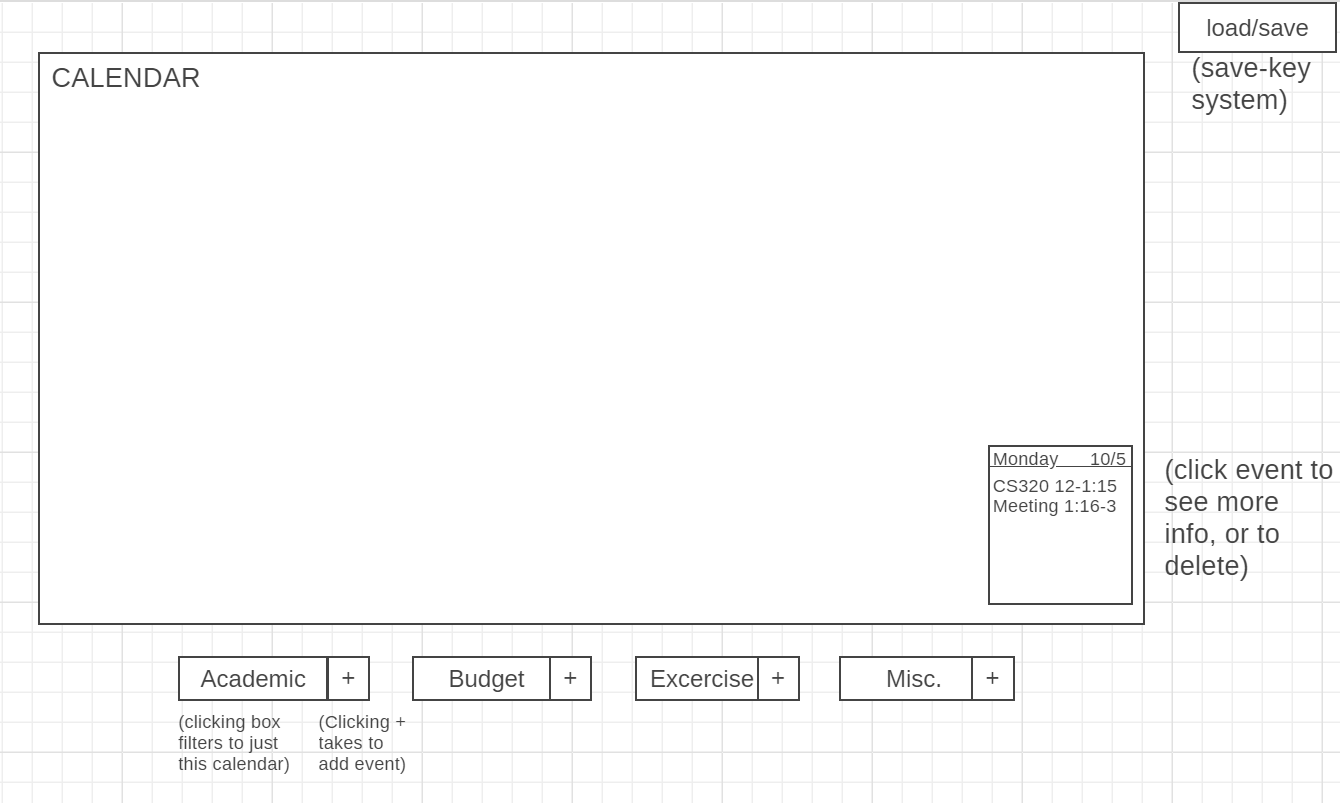 load/save
(save-key
system)
CALENDAR
Monday 10/5
CS320 12-1:15
Meeting 1:16-3
(click event to
see more
info, or to
delete)
Academic +
Budget +
Excercise +
Misc. +
(clicking box
filters to just
this calendar)
(Clicking +
takes to
add event)